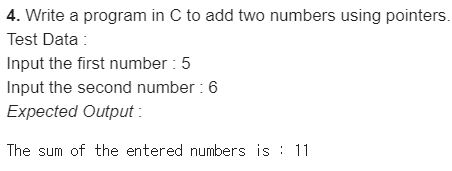 4. Write a program in C to add two numbers using pointers.
Test Data :
Input the first number : 5
Input the second number : 6
Expected Output :
The sum of the entered numbers is : 11